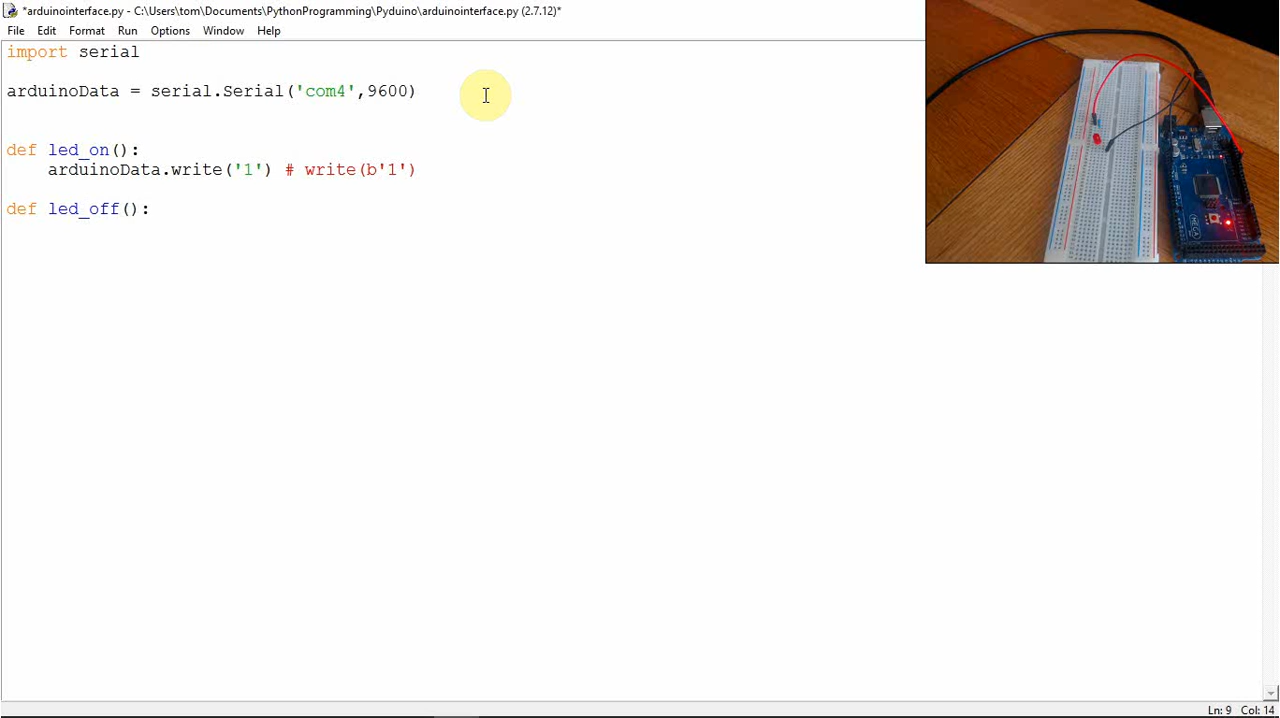 *arduinointerface.py - C:\Users\tom\Documents\PythonProgramming\Pyduino\arduinointerface.py (2.7.12)*
File Edit Format Run Options Window Help
import serial
arduinoData = serial.Serial('com4',9600)
def led_on():
arduinoData.write('1') # write(b'1')
def led_off():
MEGA
Ln: 9 Col: 14